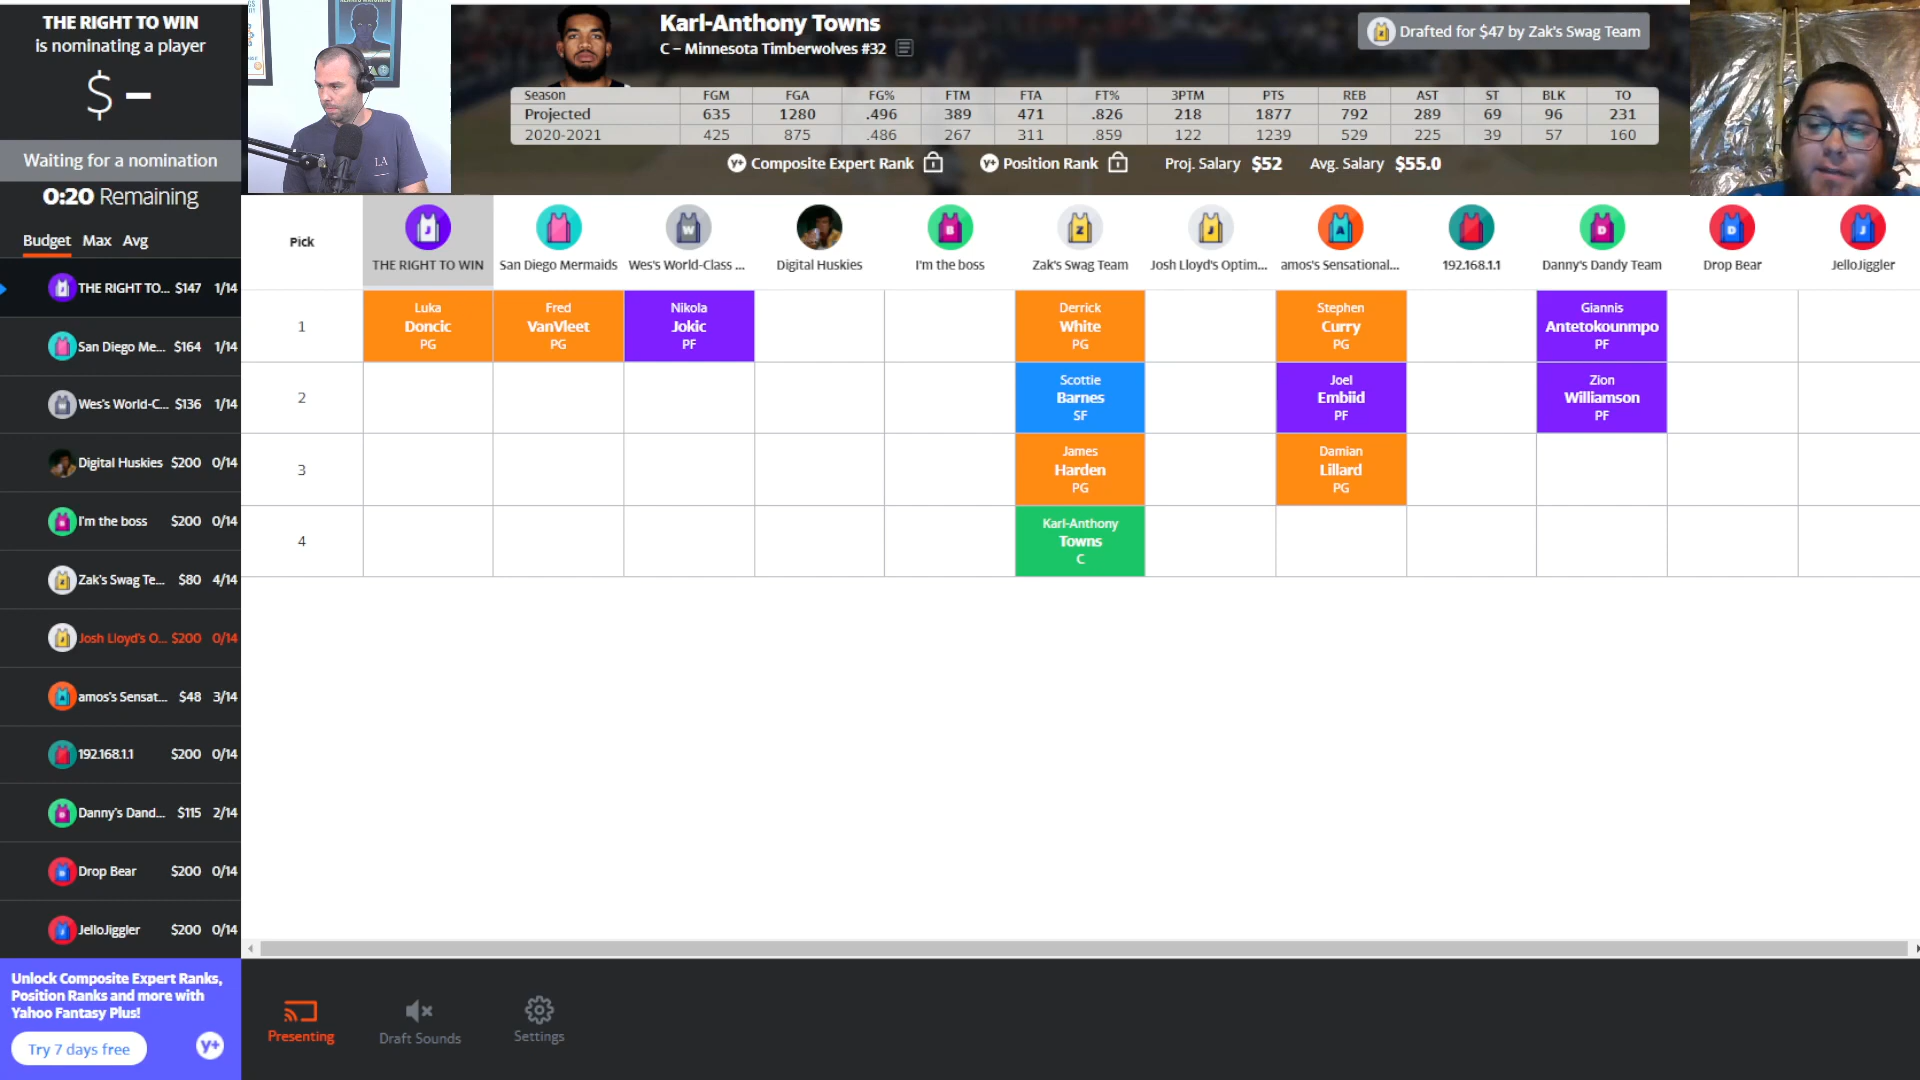 THE RIGHT TO WIN
is nominating a player
$ –
Waiting for a nomination
0:20 Remaining
Budget Max Avg
THE RIGHT TO... $147 1/14
San Diego Me... $164 1/14
Wes's World-C... $136 1/14
Digital Huskies $200 0/14
I'm the boss $200 0/14
Zak's Swag Te... $80 4/14
Josh Lloyd's O... $200 0/14
amos's Sensat... $48 3/14
192.168.1.1 $200 0/14
Danny's Dand... $115 2/14
Drop Bear $200 0/14
JelloJiggler $200 0/14
Unlock Composite Expert Ranks,
Position Ranks and more with
Yahoo Fantasy Plus!
Try 7 days free
y+
LA
Karl-Anthony Towns
C – Minnesota Timberwolves #32
Drafted for $47 by Zak's Swag Team
Season FGM FGA FG% FTM FTA FT% 3PTM PTS REB AST ST BLK TO
Projected 635 1280 .496 389 471 .826 218 1877 792 289 69 96 231
2020-2021 425 875 .486 267 311 .859 122 1239 529 225 39 57 160
y+ Composite Expert Rank y+ Position Rank Proj. Salary $52 Avg. Salary $55.0
Pick
THE RIGHT TO WIN San Diego Mermaids Wes's World-Class ... Digital Huskies I'm the boss Zak's Swag Team Josh Lloyd's Optim... amos's Sensational... 192.168.1.1 Danny's Dandy Team Drop Bear JelloJiggler
1
Luka
Doncic
PG
Fred
VanVleet
PG
Nikola
Jokic
PF
Derrick
White
PG
Stephen
Curry
PG
Giannis
Antetokounmpo
PF
2
Scottie
Barnes
SF
Joel
Embiid
PF
Zion
Williamson
PF
3
James
Harden
PG
Damian
Lillard
PG
4
Karl-Anthony
Towns
C
Presenting
Draft Sounds
Settings